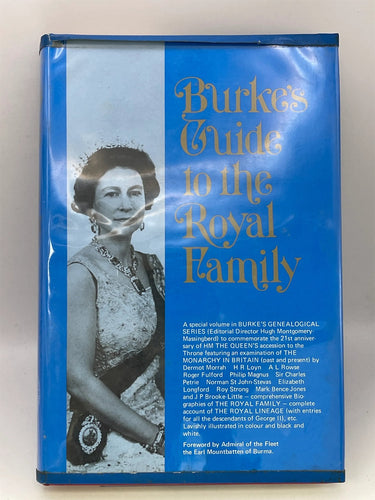 Burke's
Guide
to the
Royal
Family
A special volume in BURKE'S GENEALOGICAL
SERIES (Editorial Director Hugh Montgomery-
Massingberd) to commemorate the 21st anniver-
sary of HM THE QUEEN'S accession to the
Throne featuring an examination of THE
MONARCHY IN BRITAIN (past and present) by
Dermot Morrah H R Loyn A L Rowse
Roger Fulford Philip Magnus Sir Charles
Petrie Norman St John-Stevas Elizabeth
Longford Roy Strong Mark Bence Jones
and J P Brooke-Little — comprehensive Bio-
graphies of THE ROYAL FAMILY — complete
account of THE ROYAL LINEAGE (with entries
for all the descendants of George II), etc.
Lavishly illustrated in colour and black and
white.
Foreword by Admiral of the Fleet
the Earl Mountbatten of Burma.